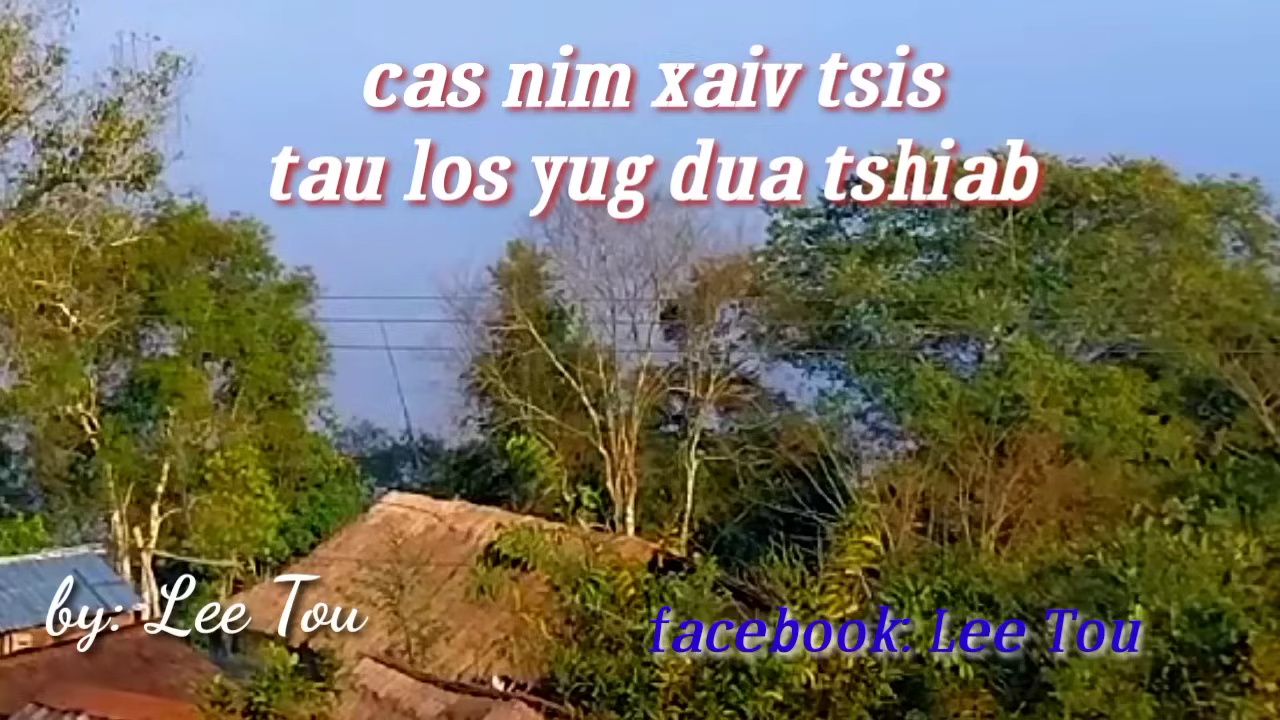 cas nim xaiv tsis
tau los yug dua tshiab
by: Lee Tou
facebook: Lee Tou